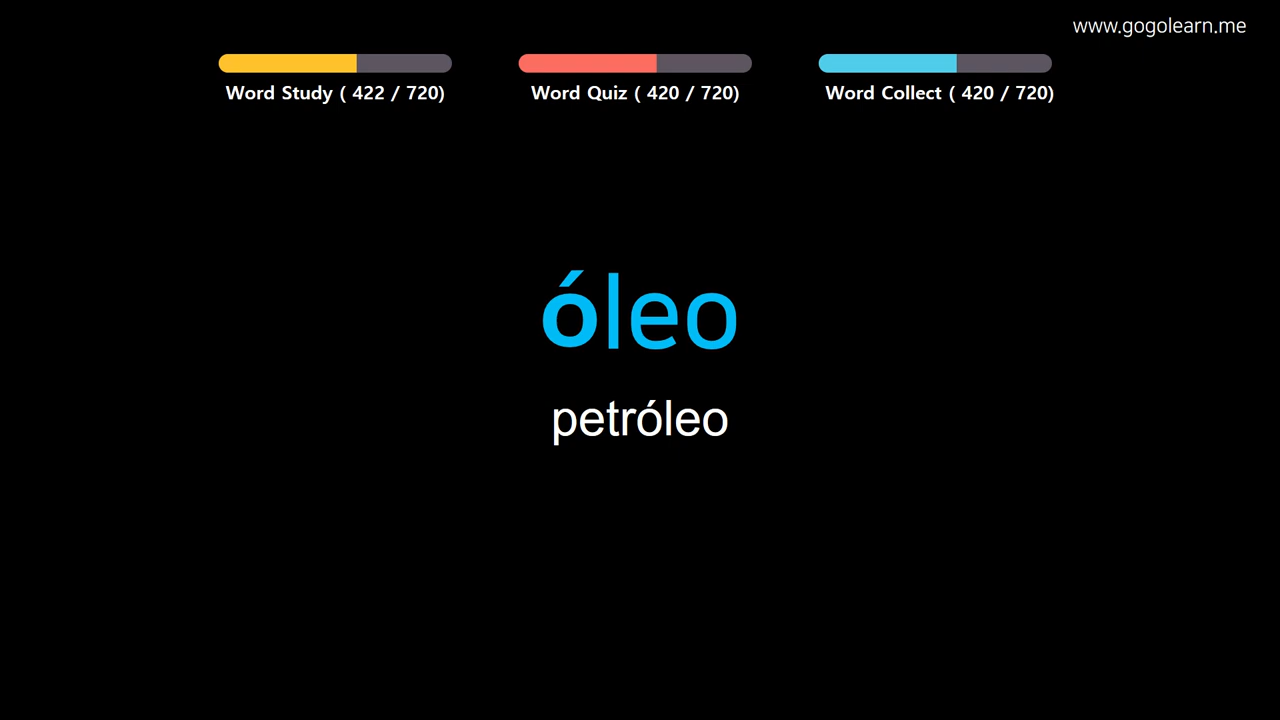 www.gogolearn.me
Word Study ( 422 / 720)
Word Quiz ( 420 / 720)
Word Collect ( 420 / 720)
óleo
petróleo